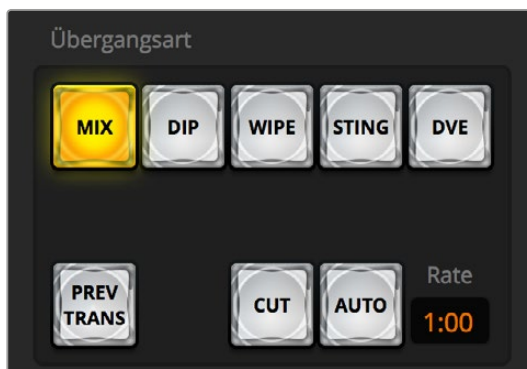 Übergangsart
MIX
DIP
WIPE
STING
DVE
PREV
TRANS
CUT
AUTO
Rate
1:00